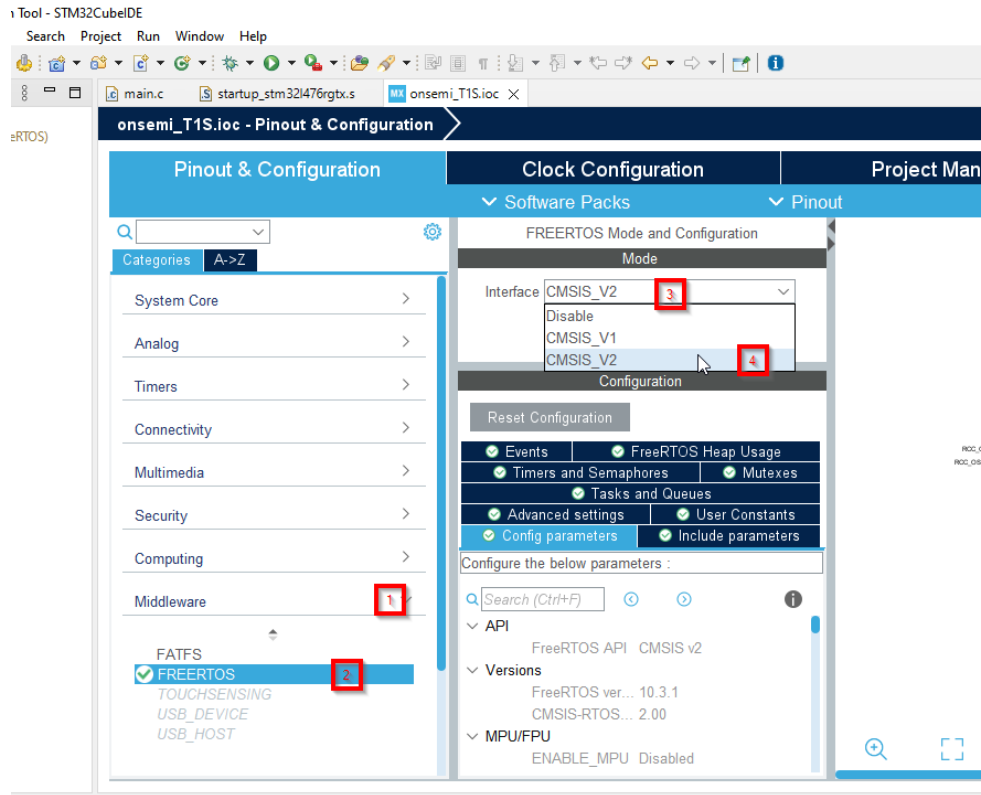 n Tool - STM32CubeIDE
Search Project Run Window Help
main.c startup_stm32l476rgtx.s MX onsemi_T1S.ioc
eRTOS)
onsemi_T1S.ioc - Pinout & Configuration
Pinout & Configuration Clock Configuration Project Man
Software Packs Pinout
Categories A->Z
System Core
Analog
Timers
Connectivity
Multimedia
Security
Computing
Middleware 1
FATFS
FREERTOS 2
TOUCHSENSING
USB_DEVICE
USB_HOST
FREERTOS Mode and Configuration
Mode
Interface CMSIS_V2 3
Disable
CMSIS_V1
CMSIS_V2 4
Configuration
Reset Configuration
Events FreeRTOS Heap Usage
Timers and Semaphores Mutexes
Tasks and Queues
Advanced settings User Constants
Config parameters Include parameters
Configure the below parameters :
Search (Ctrl+F)
API
FreeRTOS API CMSIS v2
Versions
FreeRTOS ver... 10.3.1
CMSIS-RTOS... 2.00
MPU/FPU
ENABLE_MPU Disabled
RCC_O
RCC_OS